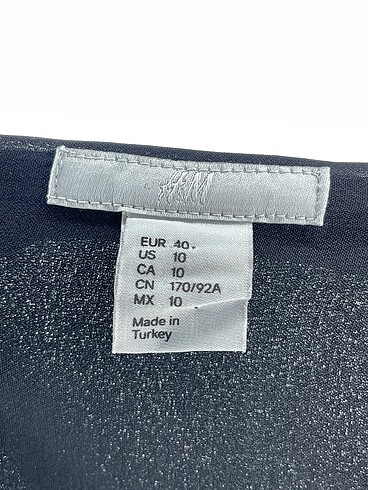 H&M
EUR 40
US 10
CA 10
CN 170/92A
MX 10
Made in
Turkey